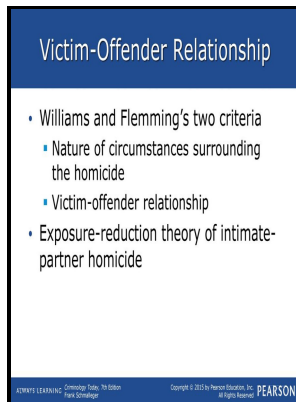 Victim-Offender Relationship
• Williams and Flemming's two criteria
▪ Nature of circumstances surrounding
the homicide
▪ Victim-offender relationship
• Exposure-reduction theory of intimate-
partner homicide
ALWAYS LEARNING
Criminology Today, 7th Edition
Frank Schmalleger
Copyright © 2015 by Pearson Education, Inc.
All Rights Reserved
PEARSON